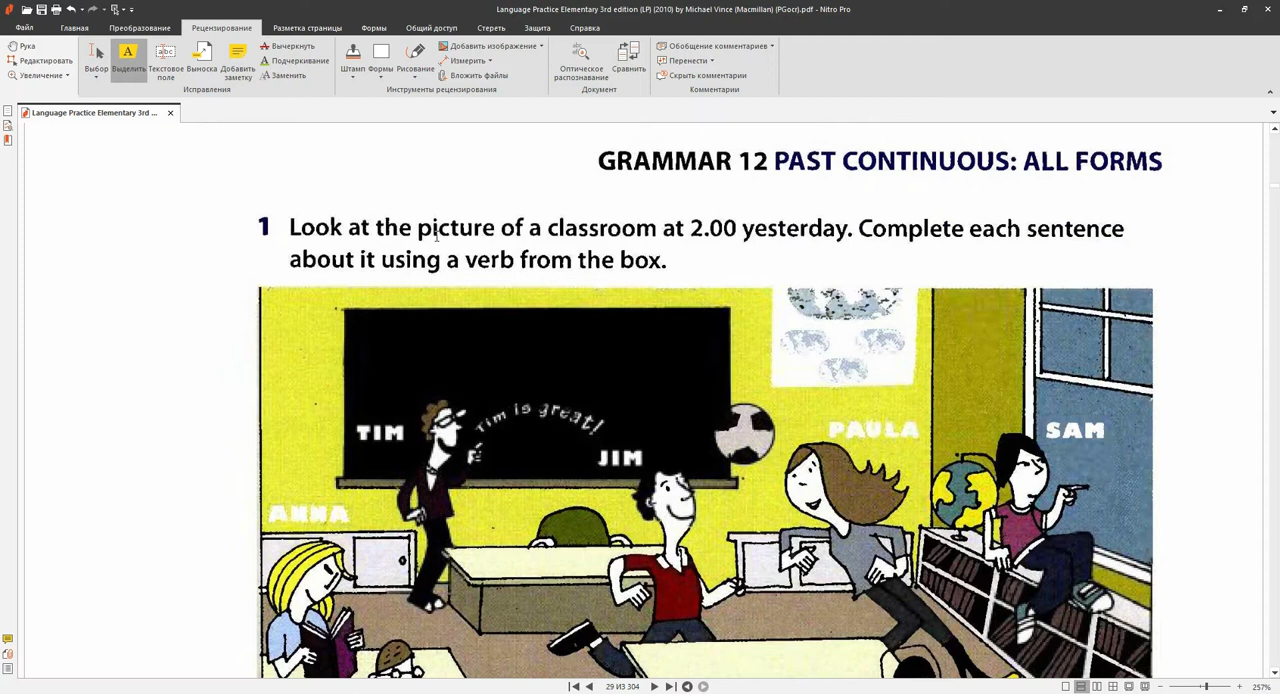 Language Practice Elementary 3rd edition (LP) (2010) by Michael Vince (Macmillan) (PGocr).pdf - Nitro Pro
Файл Главная Преобразование Рецензирование Разметка страницы Формы Общий доступ Стереть Защита Справка
Рука
Редактировать
Увеличение
Выбор
Выделить
Текстовое поле
Выноска
Добавить заметку
Вычеркнуть
Подчеркивание
Заменить
Исправления
Штамп
Формы
Рисование
Добавить изображение
Измерить
Вложить файлы
Инструменты рецензирования
Оптическое распознавание
Сравнить
Документ
Обобщение комментариев
Перенести
Скрыть комментарии
Комментарии
Language Practice Elementary 3rd ...
GRAMMAR 12 PAST CONTINUOUS: ALL FORMS
1 Look at the picture of a classroom at 2.00 yesterday. Complete each sentence
about it using a verb from the box.
Tim is great!
TIM
JIM
PAULA
SAM
ANNA
29 ИЗ 304
257%